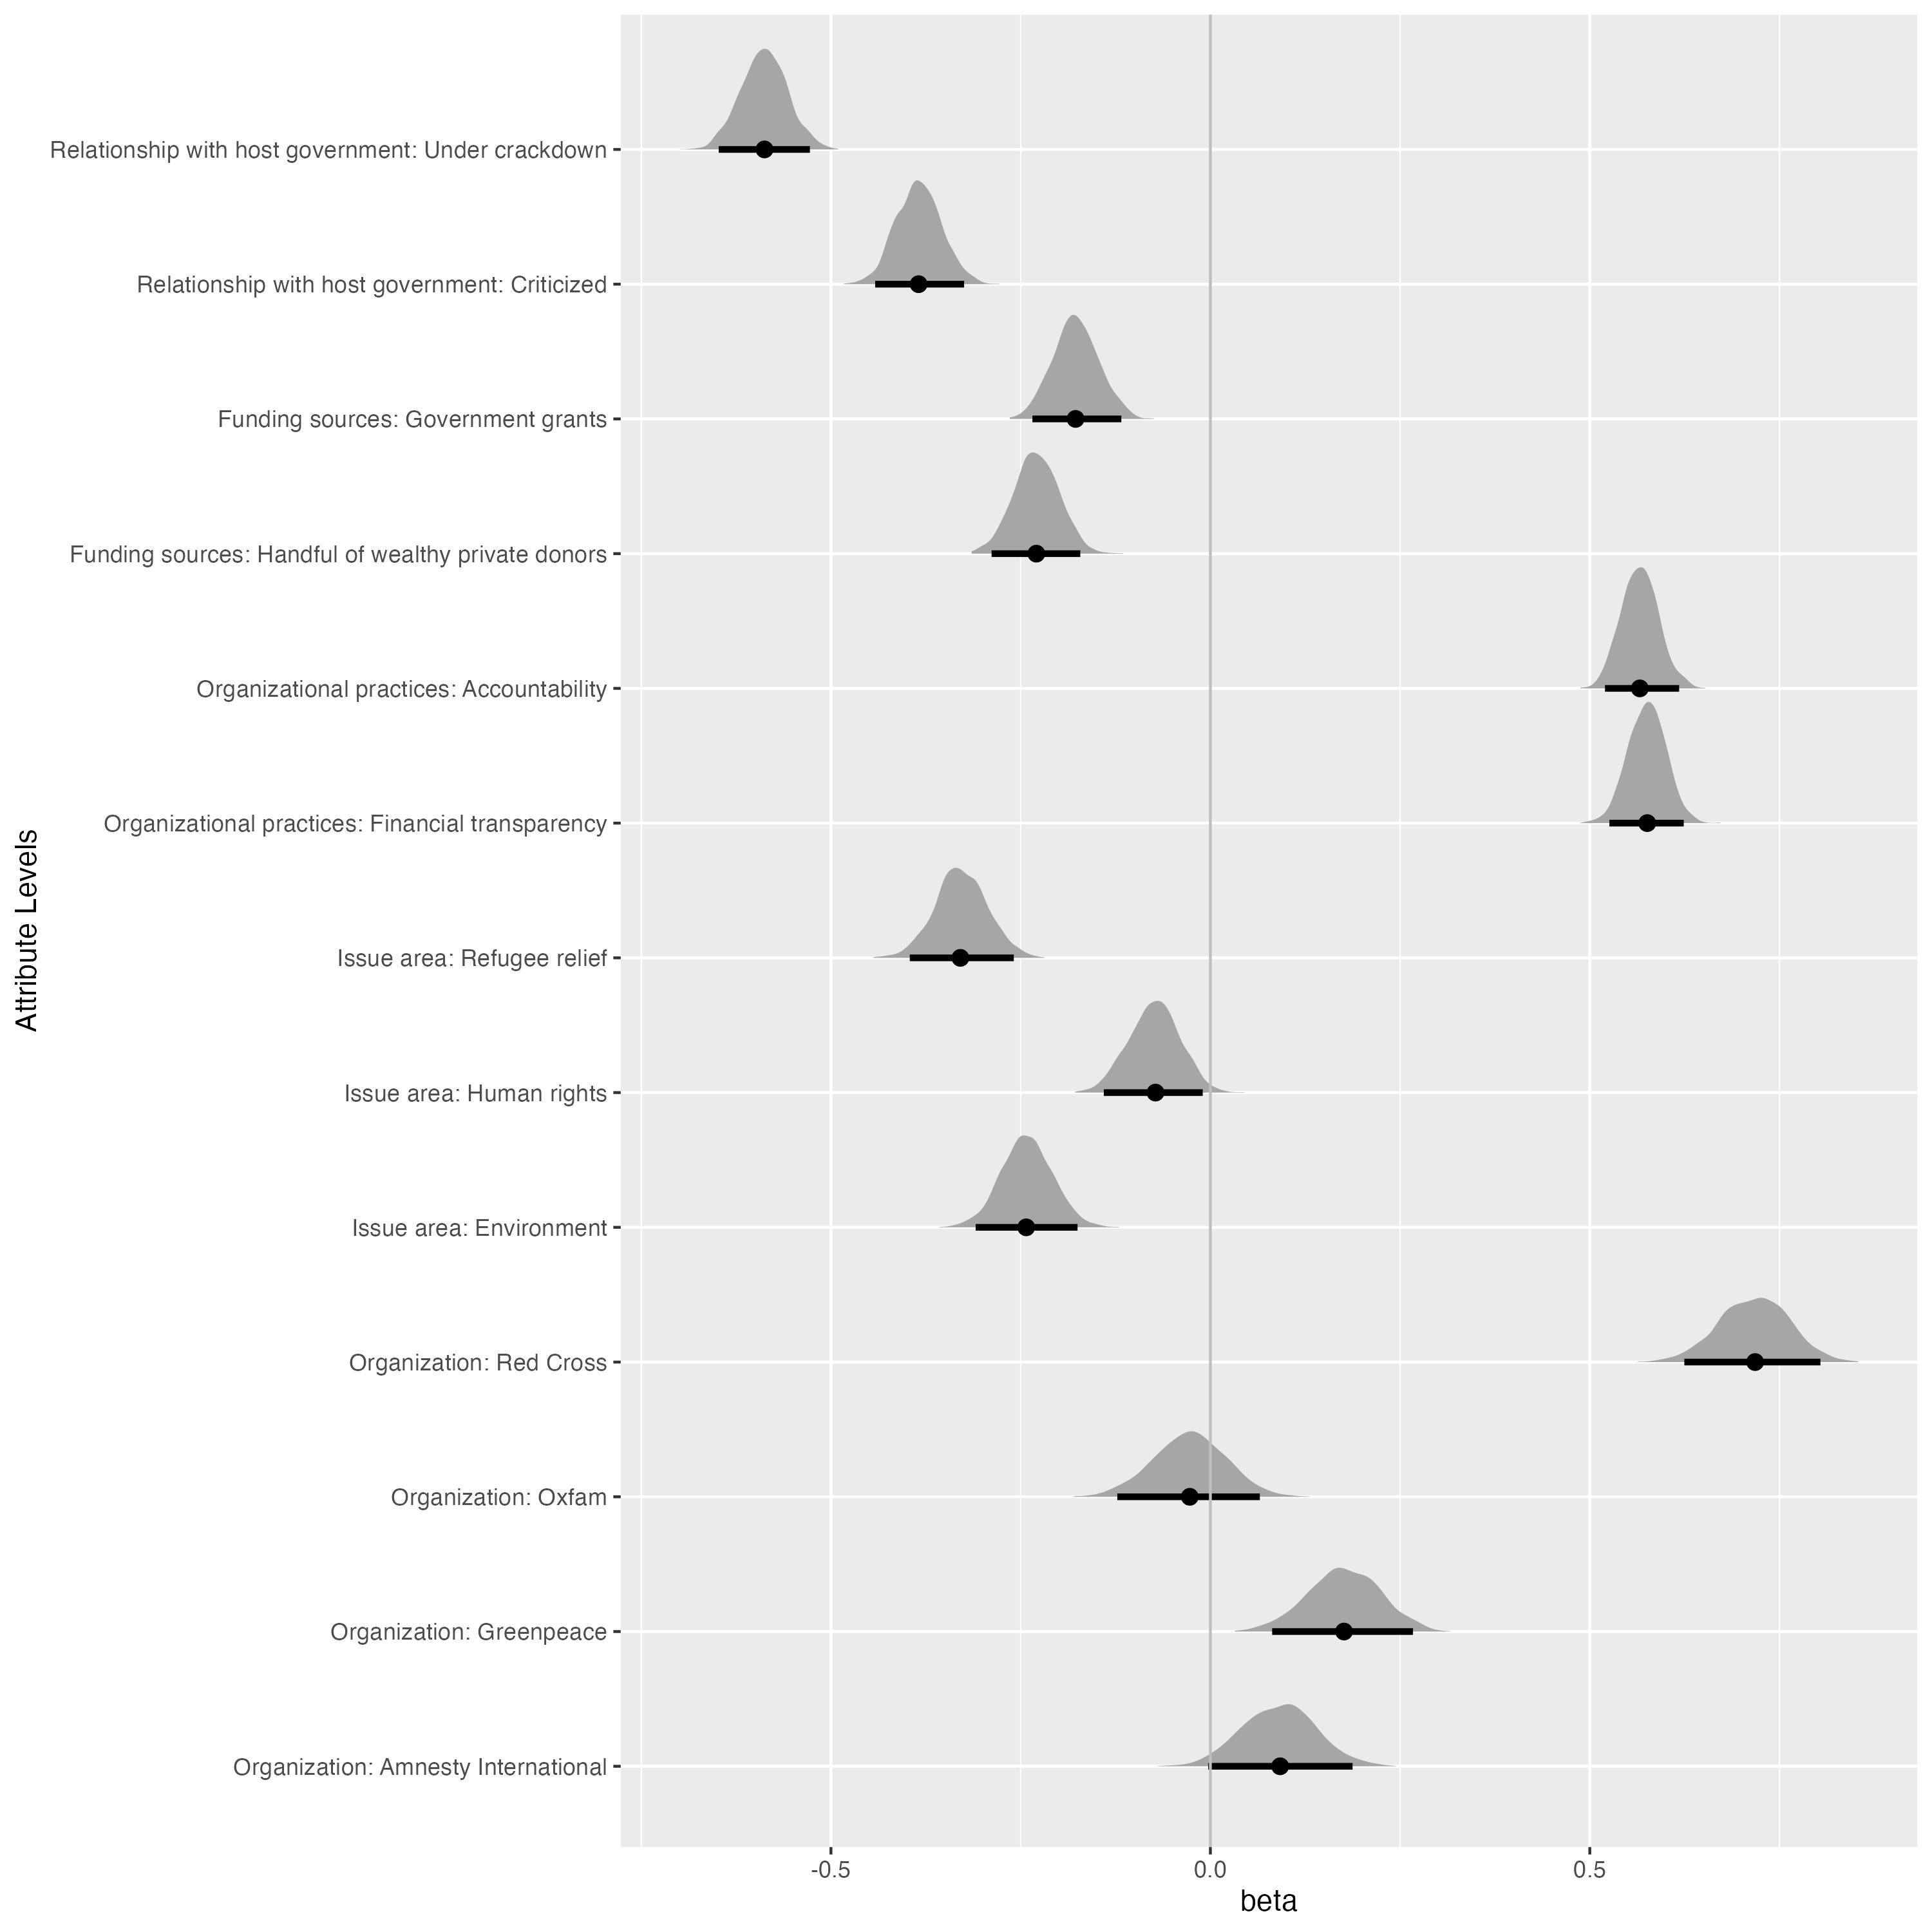 Relationship with host government: Under crackdown
Relationship with host government: Criticized
Funding sources: Government grants
Funding sources: Handful of wealthy private donors
Organizational practices: Accountability
Organizational practices: Financial transparency
Issue area: Refugee relief
Issue area: Human rights
Issue area: Environment
Organization: Red Cross
Organization: Oxfam
Organization: Greenpeace
Organization: Amnesty International
Attribute Levels
-0.5 0.0 0.5
beta